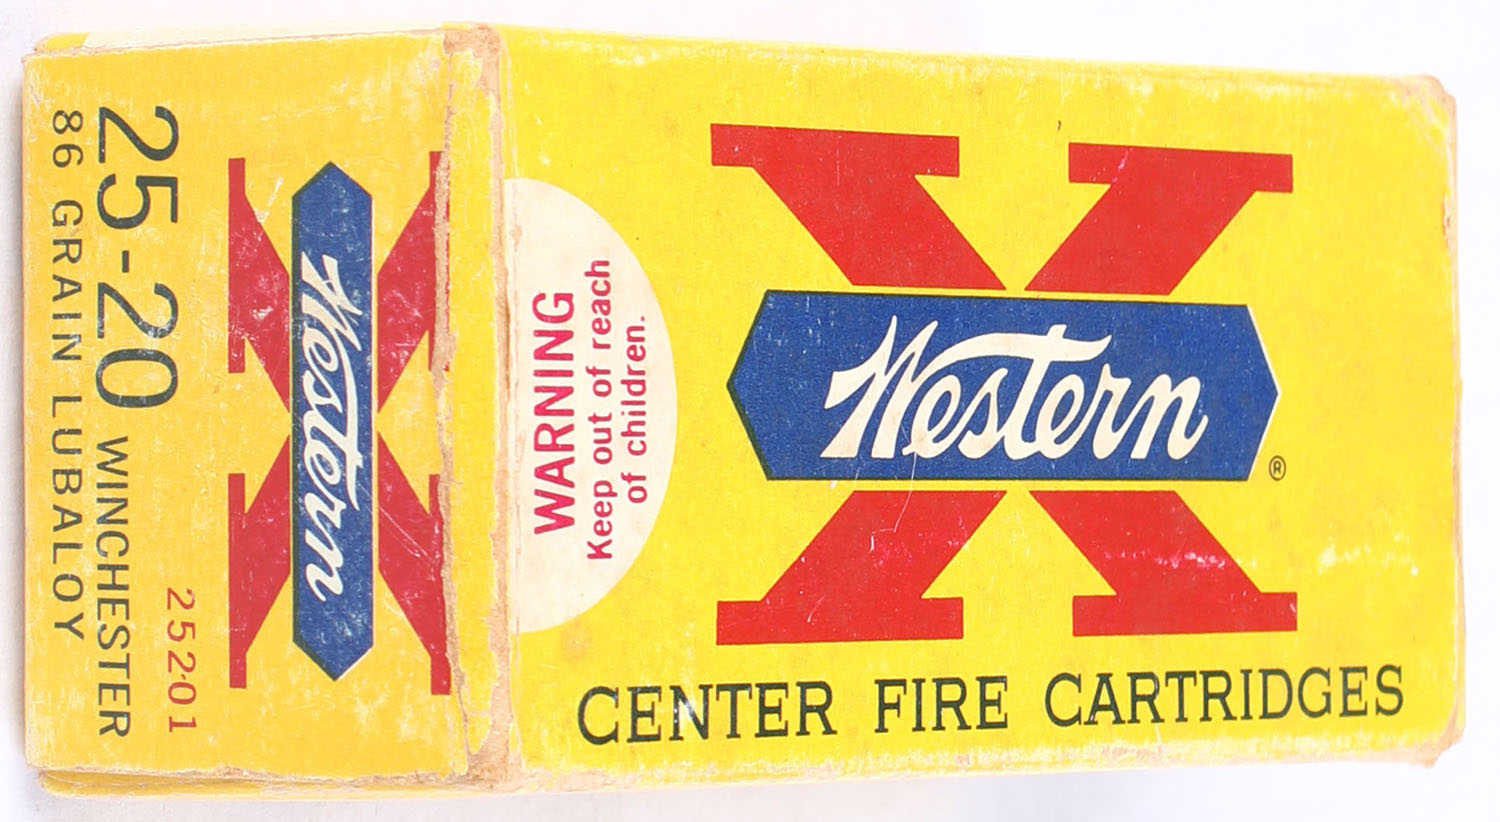 Western
®
CENTER FIRE CARTRIDGES
WARNING
Keep out of reach
of children.
Western
25201
25-20 WINCHESTER
86 GRAIN LUBALOY